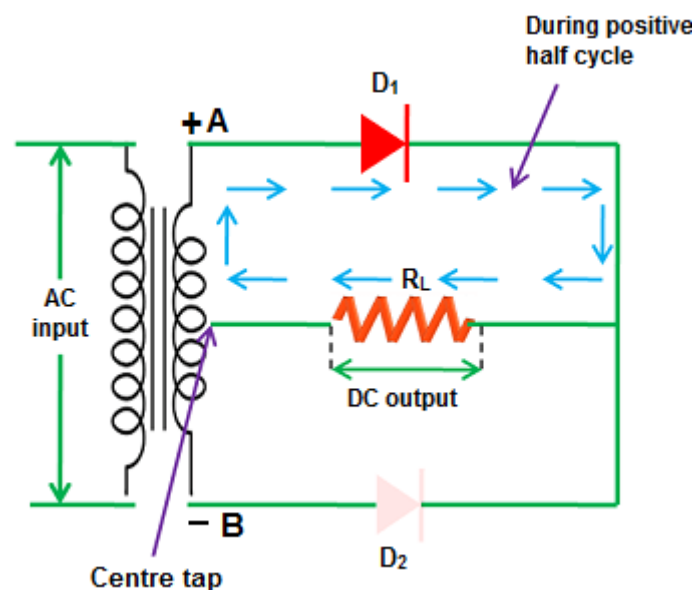 During positive
half cycle
D1
+ A
RL
AC
input
DC output
– B
D2
Centre tap